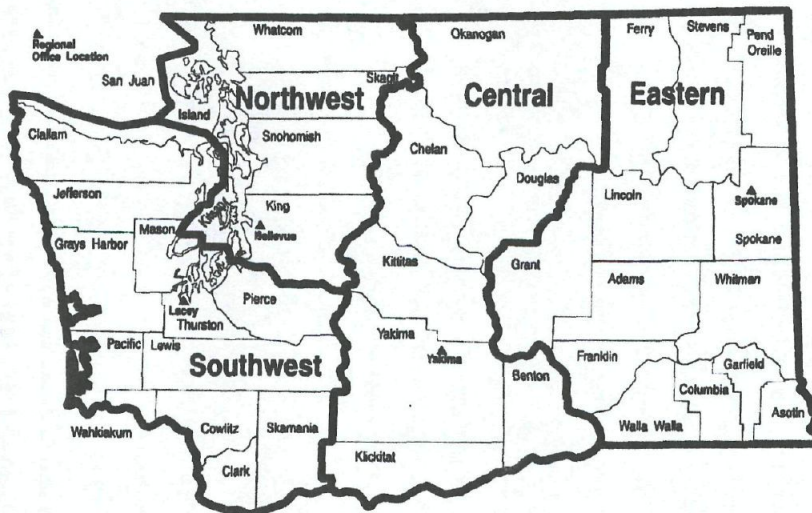 Regional
Office Location
San Juan
Island
Whatcom
Skagit
Northwest
Snohomish
King
Bellevue
Kitsap
Clallam
Jefferson
Grays Harbor
Mason
Lacey
Thurston
Pierce
Pacific
Lewis
Southwest
Wahkiakum
Cowlitz
Skamania
Clark
Okanogan
Central
Chelan
Douglas
Kittitas
Yakima
Yakima
Benton
Klickitat
Ferry
Stevens
Pend
Oreille
Eastern
Lincoln
Spokane
Spokane
Grant
Adams
Whitman
Franklin
Columbia
Garfield
Asotin
Walla Walla